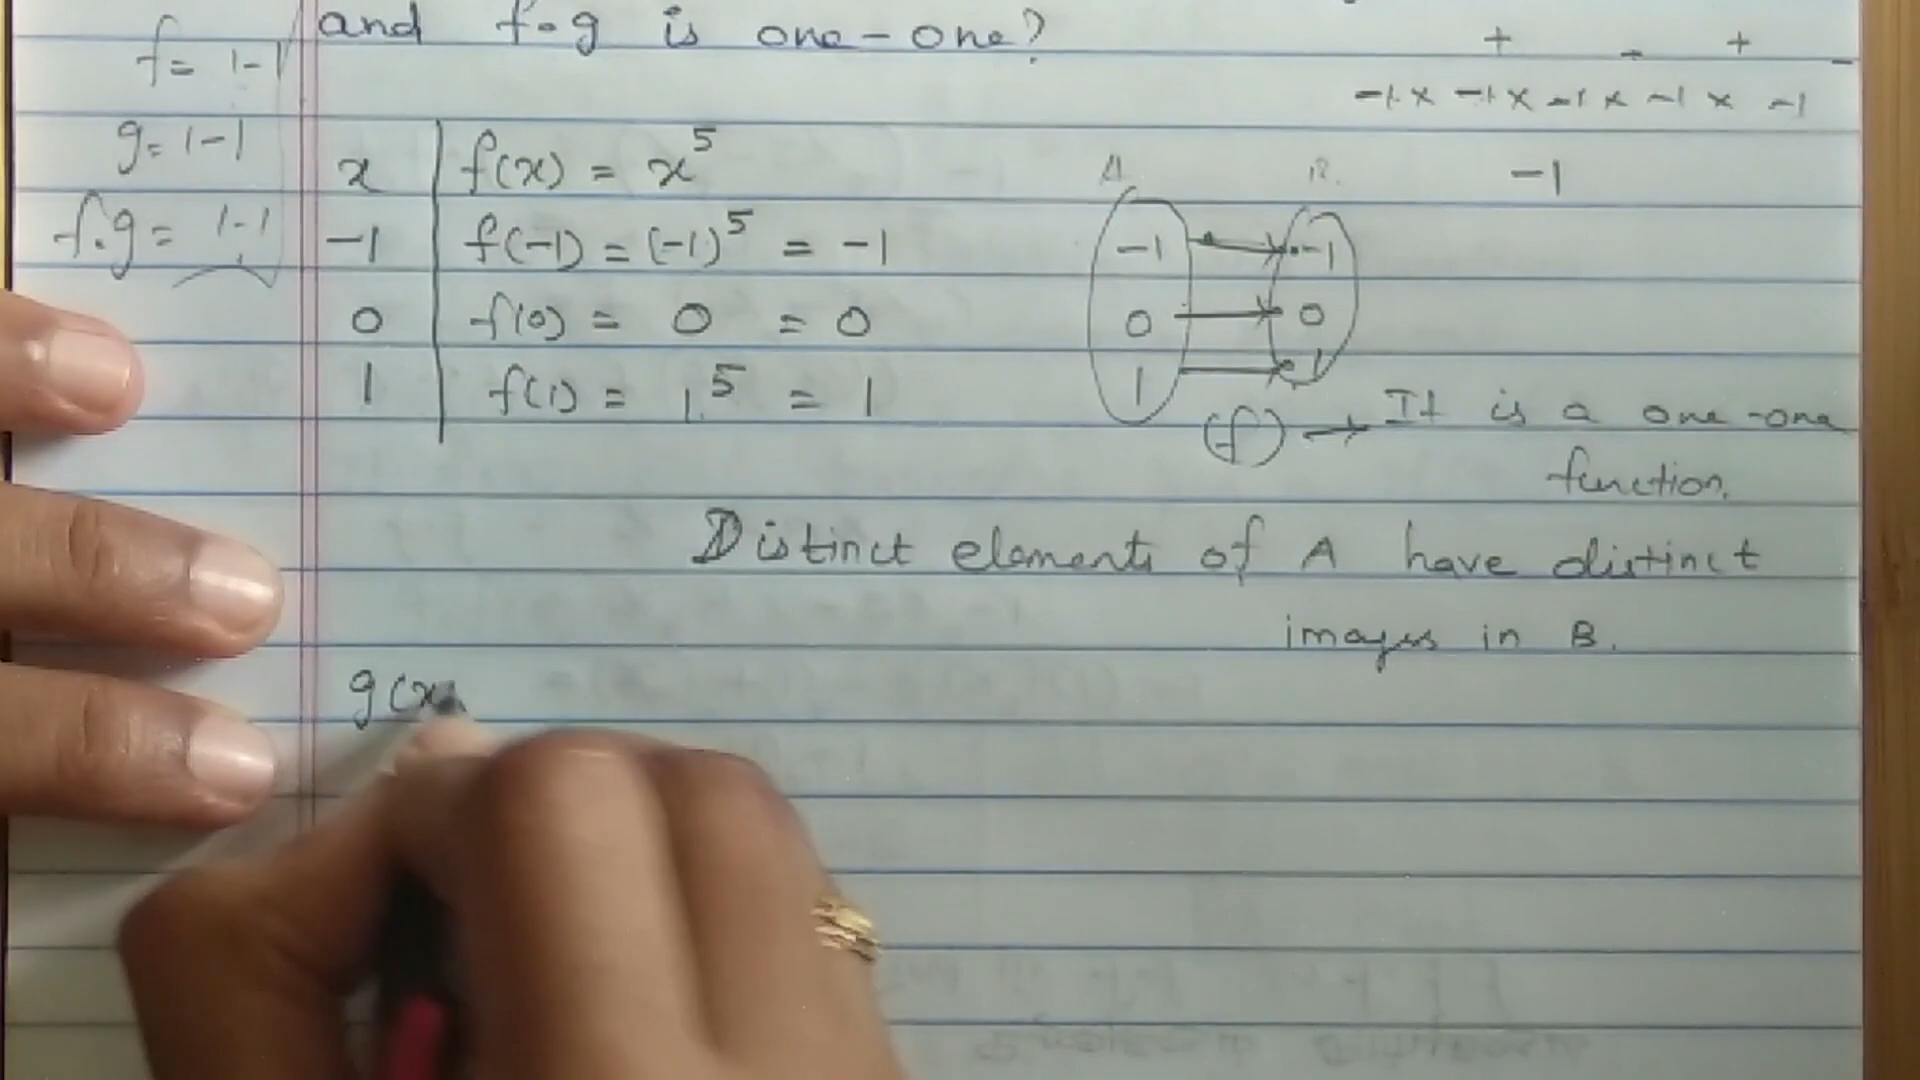 and f∘g is one-one?
f = 1-1
g = 1-1
f∘g = 1-1
+ - + -
-1 x -1 x -1 x -1 x -1
-1
x f(x) = x⁵
-1 f(-1) = (-1)⁵ = -1
0 f(0) = 0 = 0
1 f(1) = 1⁵ = 1
A B
-1 → -1
0 → 0
1 → 1
(f) → It is a one-one
function.
Distinct elements of A have distinct
images in B.
g(x